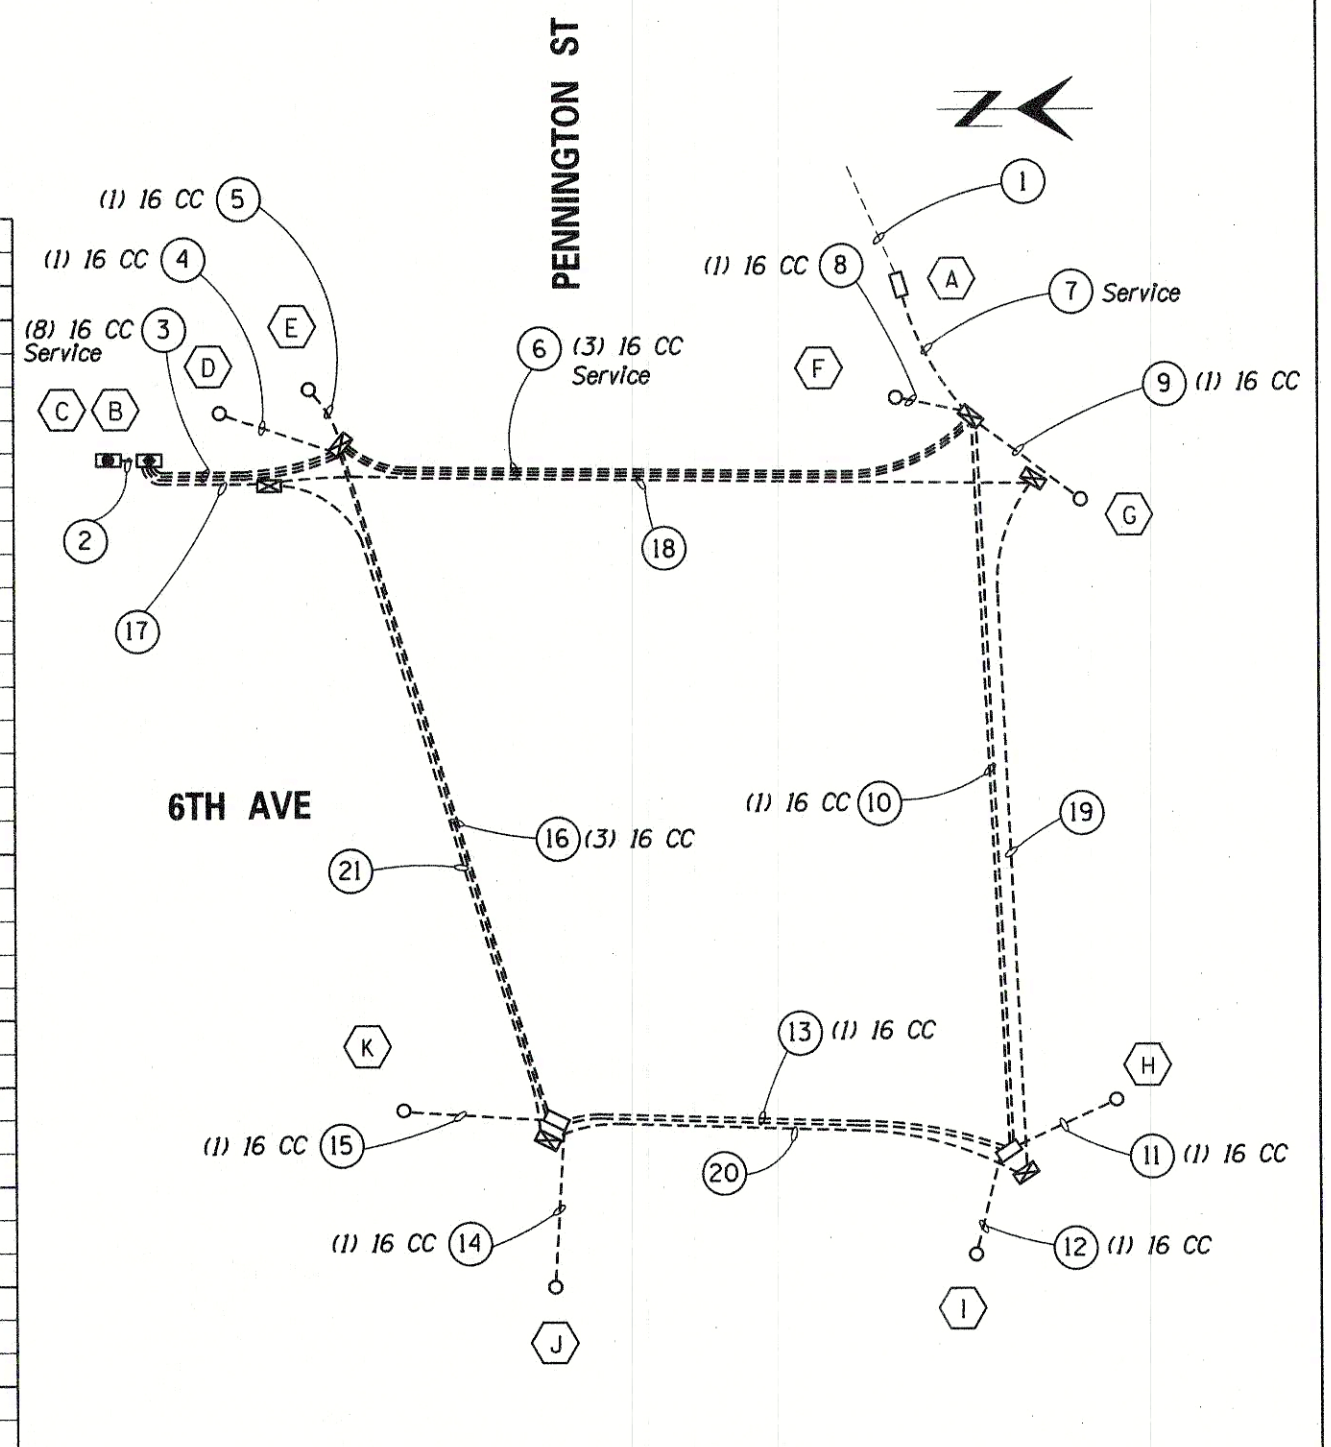 PENNINGTON ST
N
1
(1) 16 CC 5
(1) 16 CC 4
(1) 16 CC 8
A
7 Service
(8) 16 CC 3
Service
E
D
6 (3) 16 CC
Service
F
9 (1) 16 CC
C B
G
2
18
17
6TH AVE
(1) 16 CC 10
19
16 (3) 16 CC
21
13 (1) 16 CC
K
H
(1) 16 CC 15
11 (1) 16 CC
20
(1) 16 CC 14
12 (1) 16 CC
I
J